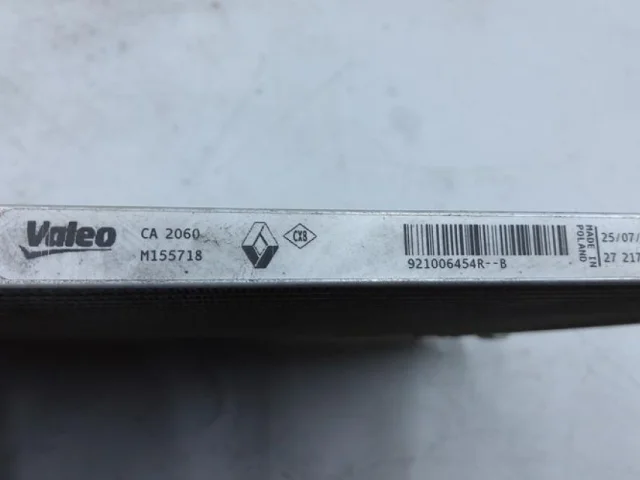 Valeo
CA 2060
M155718
CX8
921006454R--B
MADE IN
POLAND
25/07/
27 217